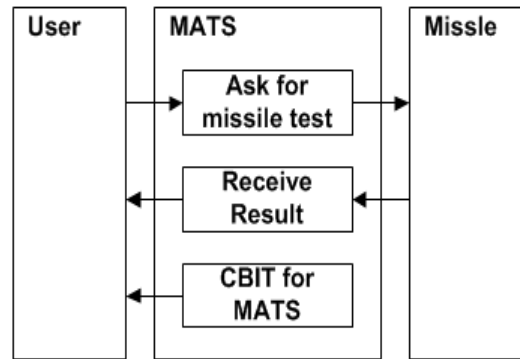 User
MATS
Missle
Ask for
missile test
Receive
Result
CBIT for
MATS